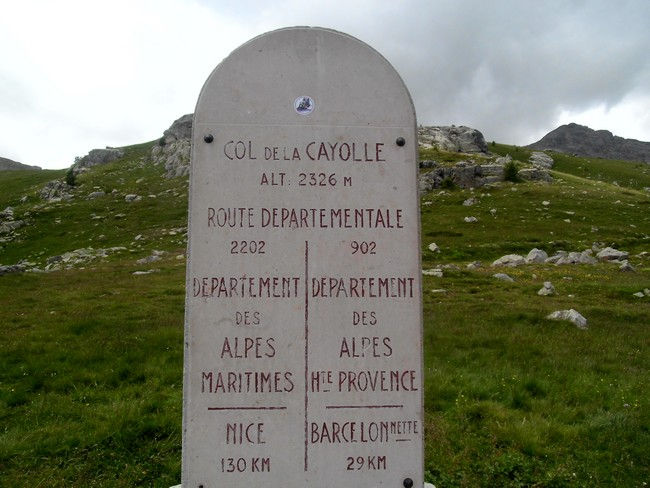 COL DE LA CAYOLLE
ALT: 2326 M
ROUTE DEPARTEMENTALE
2202 902
DEPARTEMENT DEPARTEMENT
DES DES
ALPES ALPES
MARITIMES HTE PROVENCE
NICE BARCELONNETTE
130 KM 29 KM